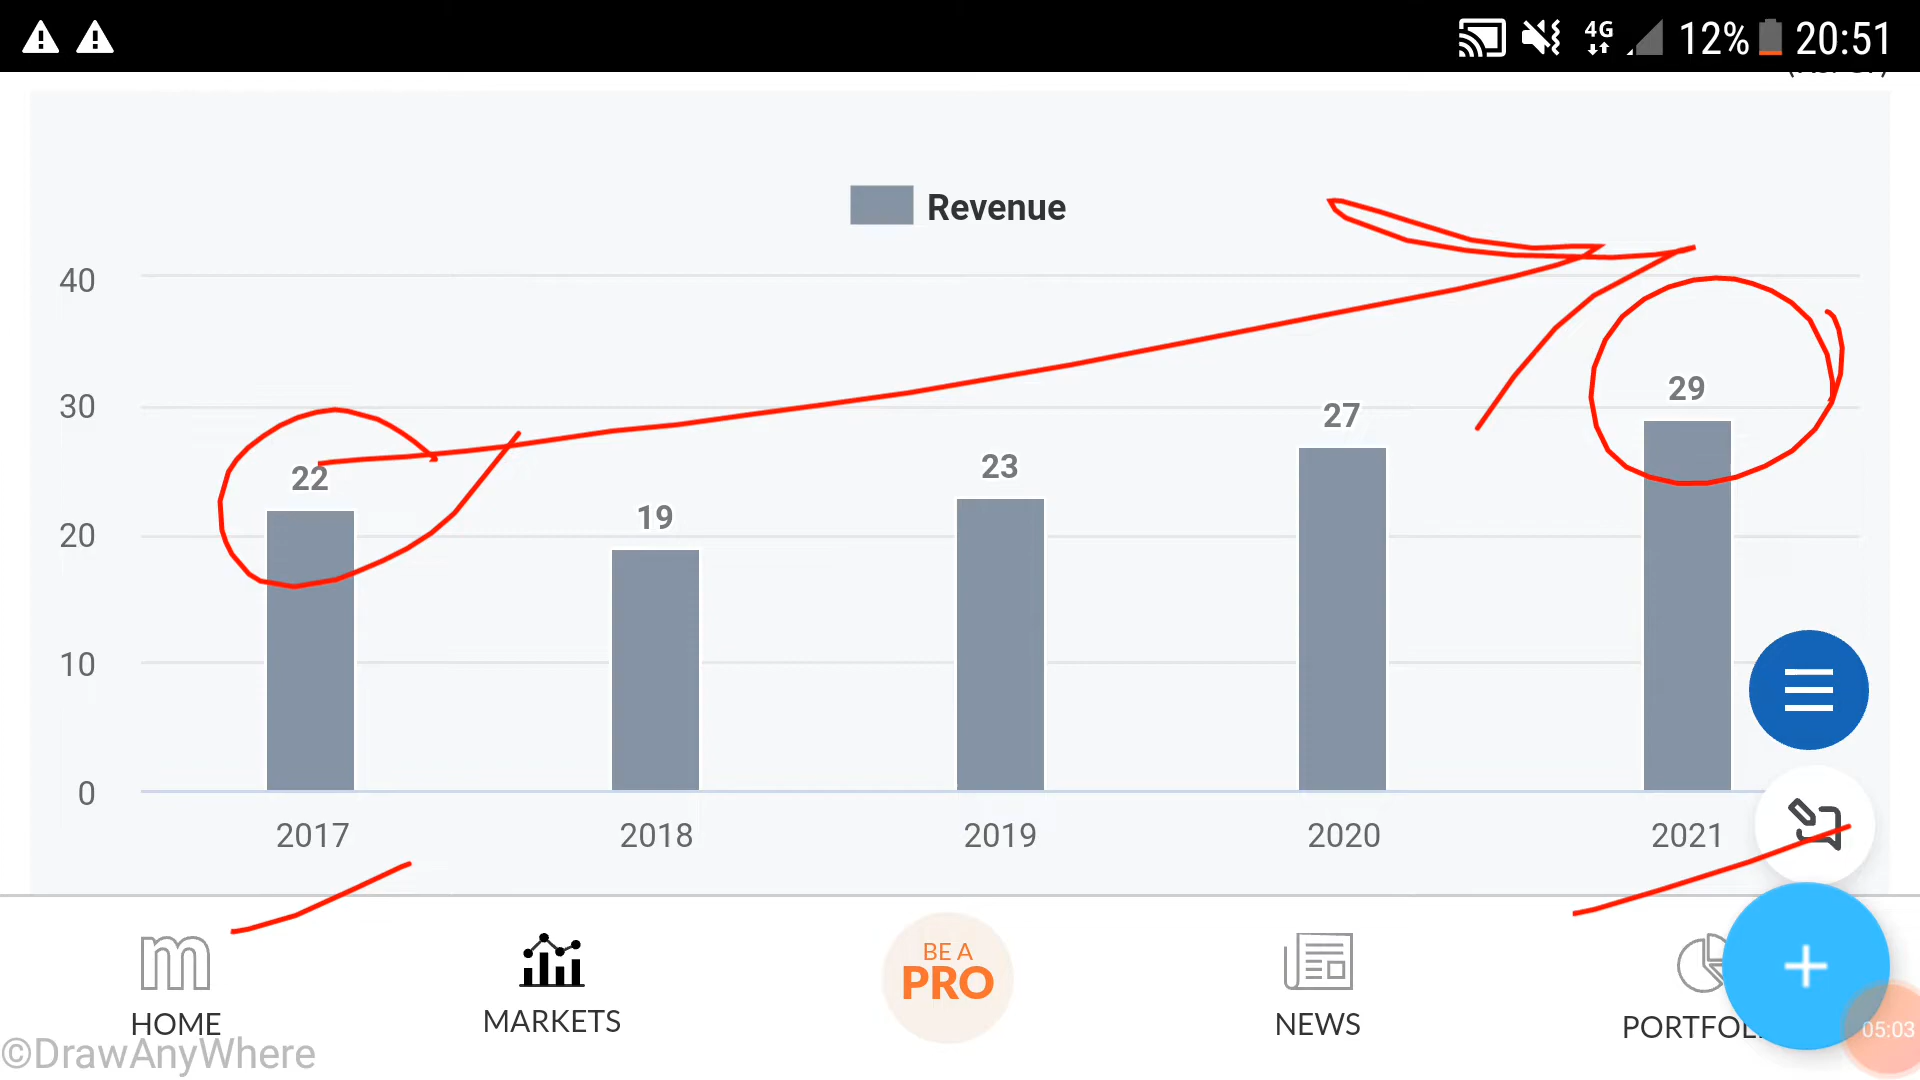 4G 12% 20:51
Revenue
40
30
20
10
0
22
19
23
27
29
2017 2018 2019 2020 2021
BE A
PRO
HOME MARKETS NEWS PORTFOL
05:03
©DrawAnyWhere